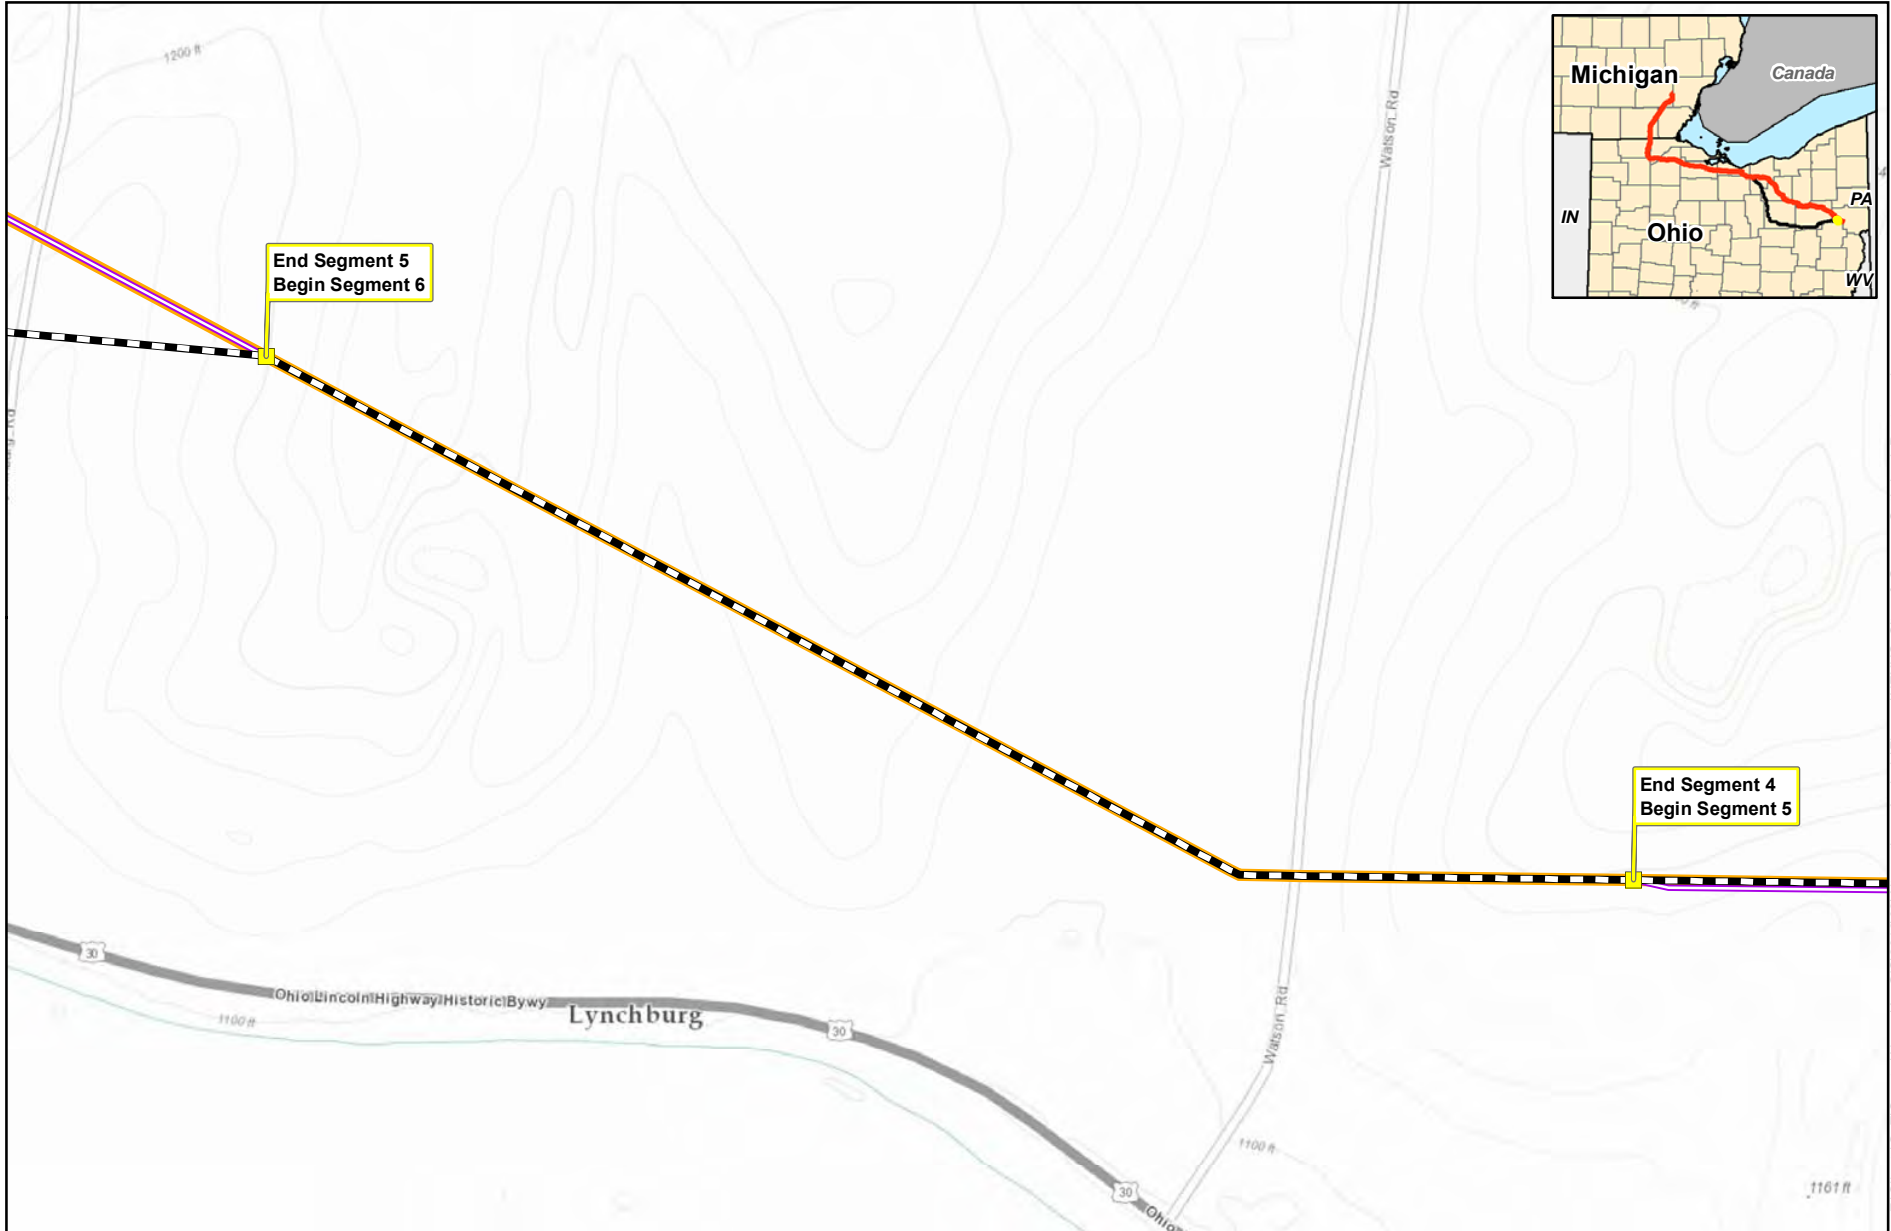 1200 ft
Watson Rd
Michigan
Canada
IN
Ohio
PA
WV
End Segment 5
Begin Segment 6
End Segment 4
Begin Segment 5
30
Ohio Lincoln Highway Historic Bywy
Lynchburg
1100 ft
30
Watson Rd
1100 ft
30
Ohio
1161 ft